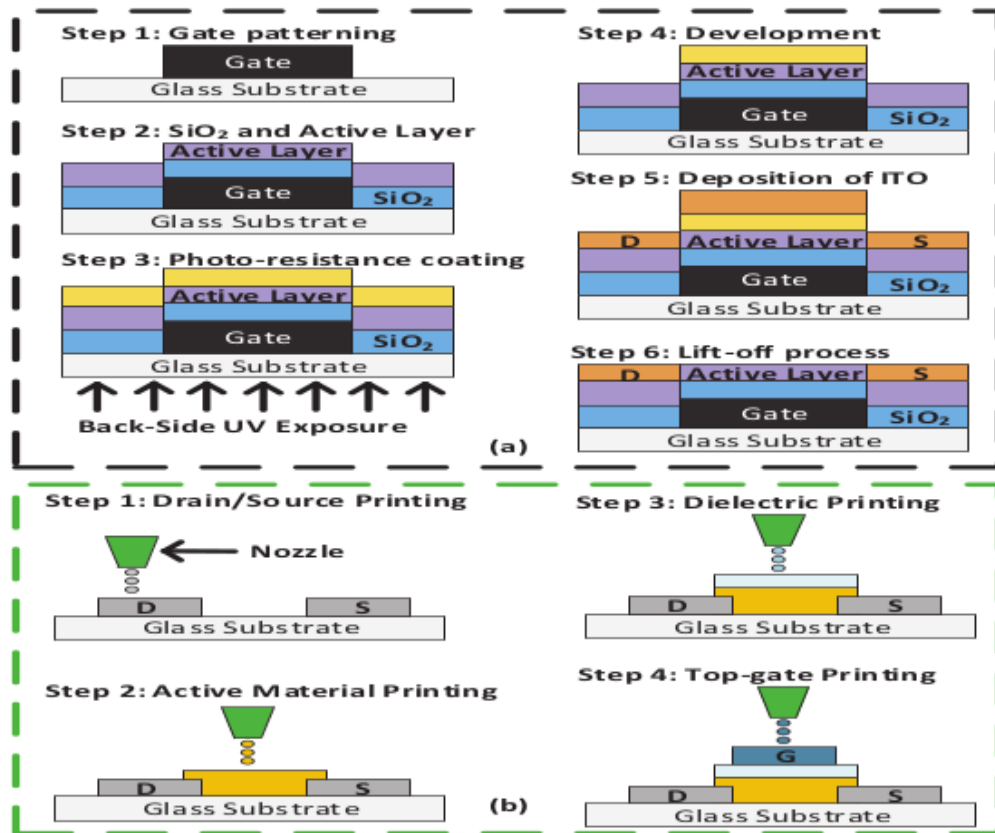 Step 1: Gate patterning
Gate
Glass Substrate
Step 2: SiO₂ and Active Layer
Active Layer
Gate
SiO₂
Glass Substrate
Step 3: Photo-resistance coating
Active Layer
Gate
SiO₂
Glass Substrate
Back-Side UV Exposure
Step 4: Development
Active Layer
Gate
SiO₂
Glass Substrate
Step 5: Deposition of ITO
D
Active Layer
S
Gate
SiO₂
Glass Substrate
Step 6: Lift-off process
D
Active Layer
S
Gate
SiO₂
Glass Substrate
(a)
Step 1: Drain/Source Printing
Nozzle
D
S
Glass Substrate
Step 2: Active Material Printing
D
S
Glass Substrate
Step 3: Dielectric Printing
D
S
Glass Substrate
Step 4: Top-gate Printing
G
D
S
Glass Substrate
(b)